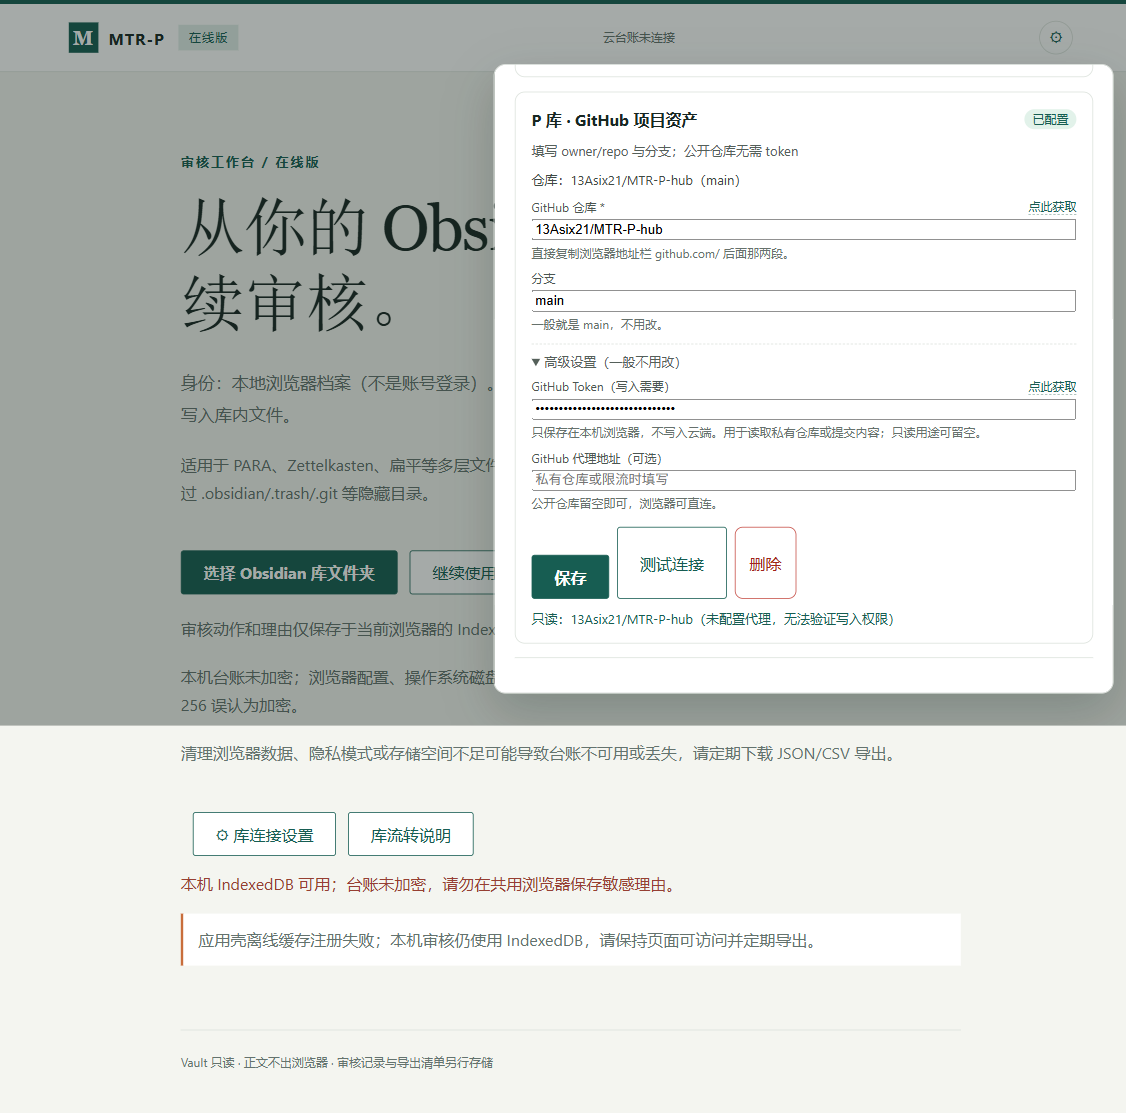 M MTR-P 在线版
云台账未连接
审核工作台 / 在线版
从你的 Obsi
续审核。
身份：本地浏览器档案（不是账号登录）。
写入库内文件。
适用于 PARA、Zettelkasten、扁平等多层文件
过 .obsidian/.trash/.git 等隐藏目录。
选择 Obsidian 库文件夹
继续使用
审核动作和理由仅保存于当前浏览器的 Index
本机台账未加密；浏览器配置、操作系统磁盘
256 误认为加密。
清理浏览器数据、隐私模式或存储空间不足可能导致台账不可用或丢失，请定期下载 JSON/CSV 导出。
⚙ 库连接设置
库流转说明
本机 IndexedDB 可用；台账未加密，请勿在共用浏览器保存敏感理由。
应用壳离线缓存注册失败；本机审核仍使用 IndexedDB，请保持页面可访问并定期导出。
Vault 只读 · 正文不出浏览器 · 审核记录与导出清单另行存储
P 库 · GitHub 项目资产
已配置
填写 owner/repo 与分支；公开仓库无需 token
仓库：13Asix21/MTR-P-hub（main）
GitHub 仓库 *
点此获取
13Asix21/MTR-P-hub
直接复制浏览器地址栏 github.com/ 后面那两段。
分支
main
一般就是 main，不用改。
▼ 高级设置（一般不用改）
GitHub Token（写入需要）
点此获取
••••••••••••••••••••••••••••••
只保存在本机浏览器，不写入云端。用于读取私有仓库或提交内容；只读用途可留空。
GitHub 代理地址（可选）
私有仓库或限流时填写
公开仓库留空即可，浏览器可直连。
保存
测试连接
删除
只读：13Asix21/MTR-P-hub（未配置代理，无法验证写入权限）